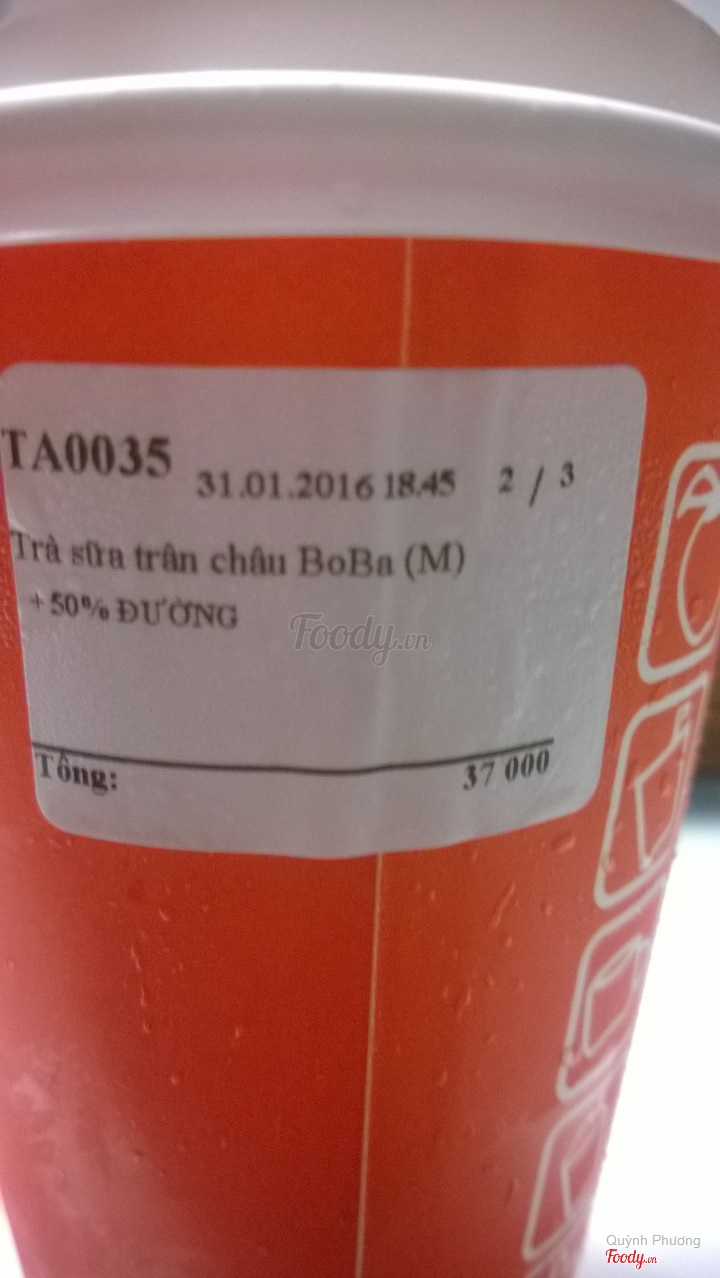 TA0035 31.01.2016 18:45 2 / 3
Trà sữa trân châu BoBa (M)
+ 50% ĐƯỜNG
Foody.vn
Tổng: 37 000
Quỳnh Phương
Foody.vn